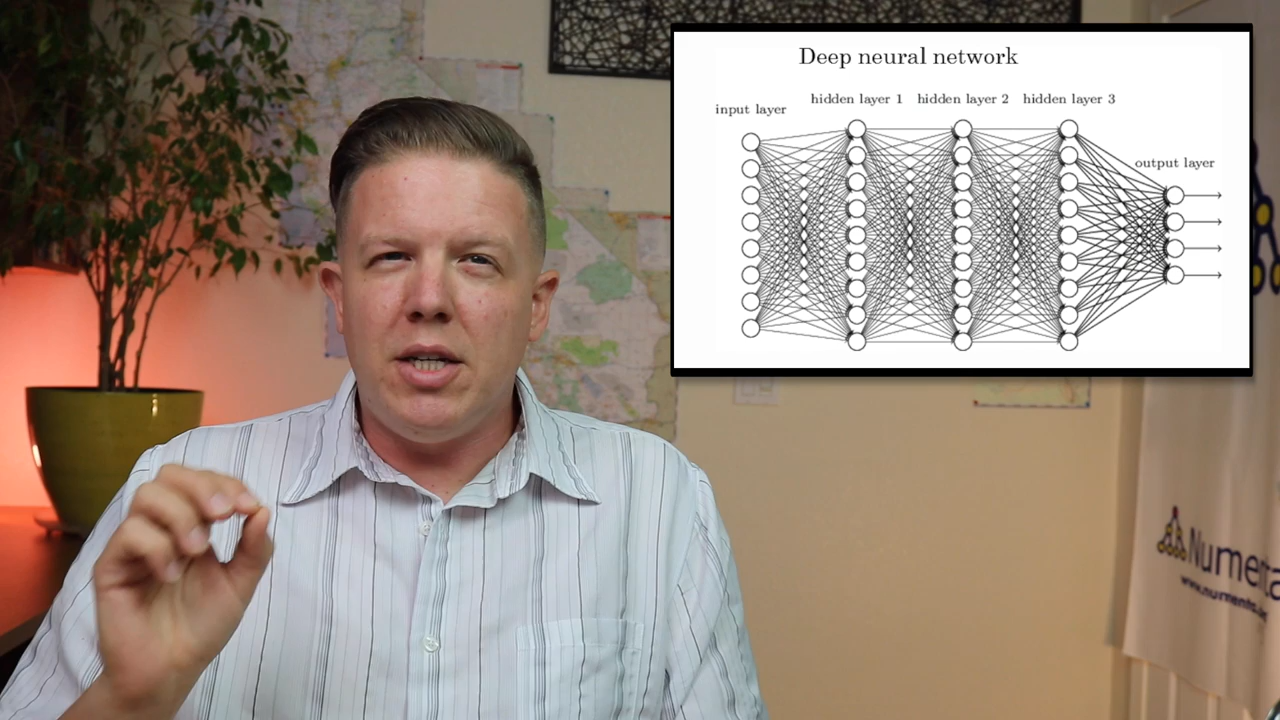 Deep neural network
input layer
hidden layer 1 hidden layer 2 hidden layer 3
output layer
Numenta